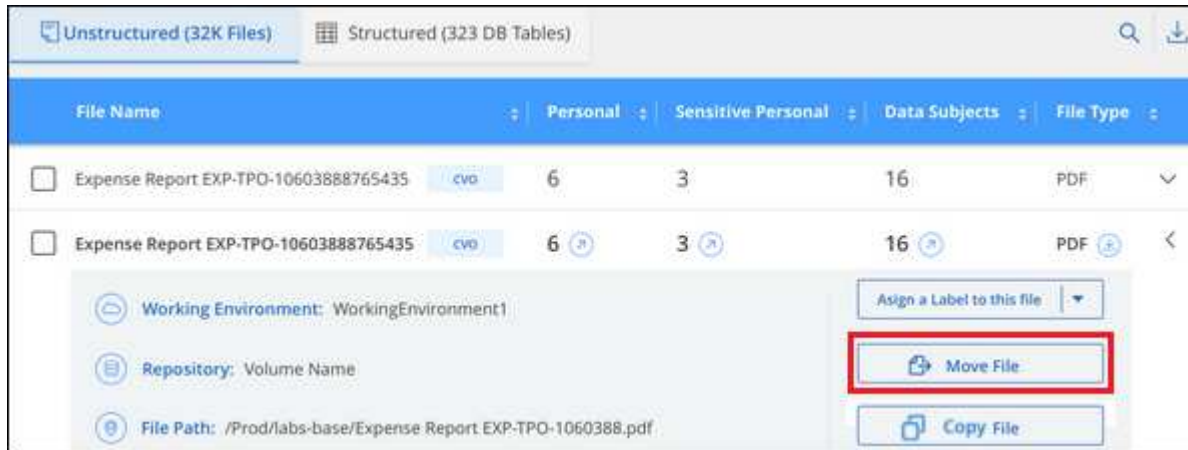 Unstructured (32K Files) Structured (323 DB Tables)
File Name Personal Sensitive Personal Data Subjects File Type
Expense Report EXP-TPO-10603888765435 CVO 6 3 16 PDF
Expense Report EXP-TPO-10603888765435 CVO 6 3 16 PDF
Working Environment: WorkingEnvironment1 Asign a Label to this file
Repository: Volume Name Move File
File Path: /Prod/labs-base/Expense Report EXP-TPO-1060388.pdf Copy File